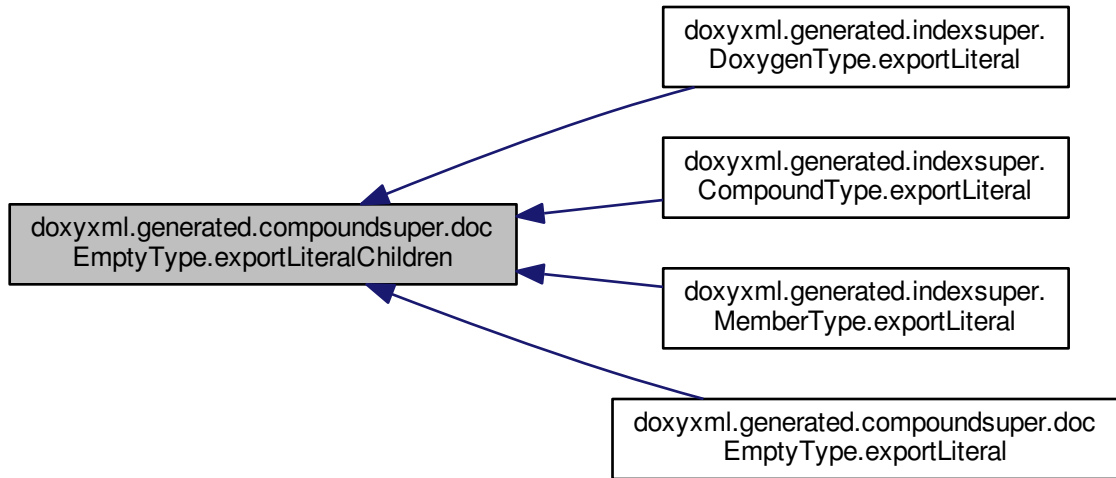 doxyxml.generated.indexsuper.
DoxygenType.exportLiteral
doxyxml.generated.indexsuper.
CompoundType.exportLiteral
doxyxml.generated.compoundsuper.doc
EmptyType.exportLiteralChildren
doxyxml.generated.indexsuper.
MemberType.exportLiteral
doxyxml.generated.compoundsuper.doc
EmptyType.exportLiteral